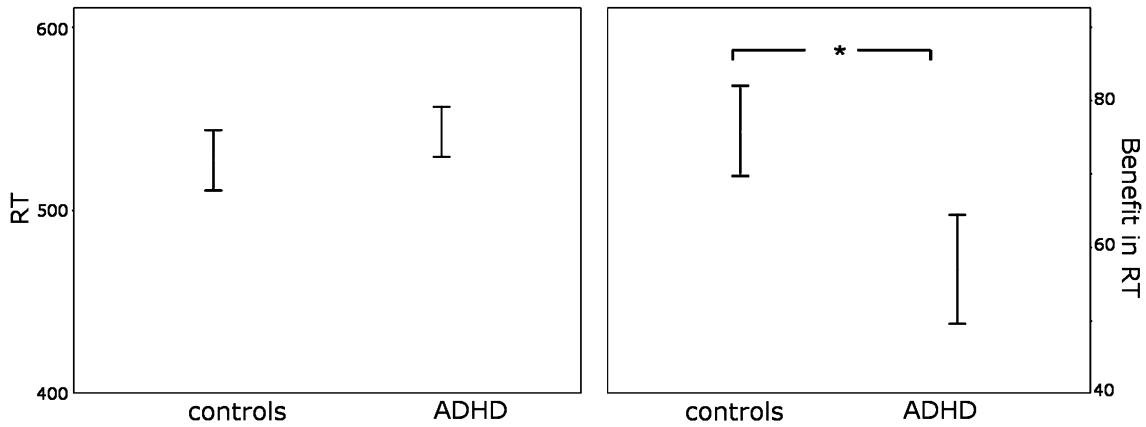 600
500
400
RT
controls
ADHD
*
80
60
40
Benefit in RT
controls
ADHD